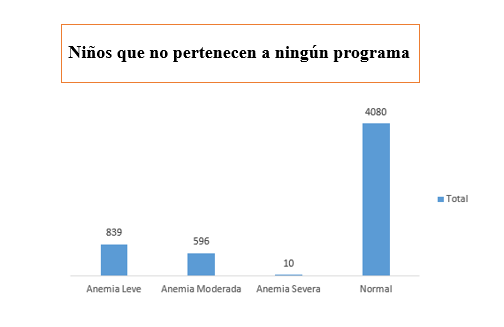 Niños que no pertenecen a ningún programa
4080
839
596
10
Total
Anemia Leve
Anemia Moderada
Anemia Severa
Normal